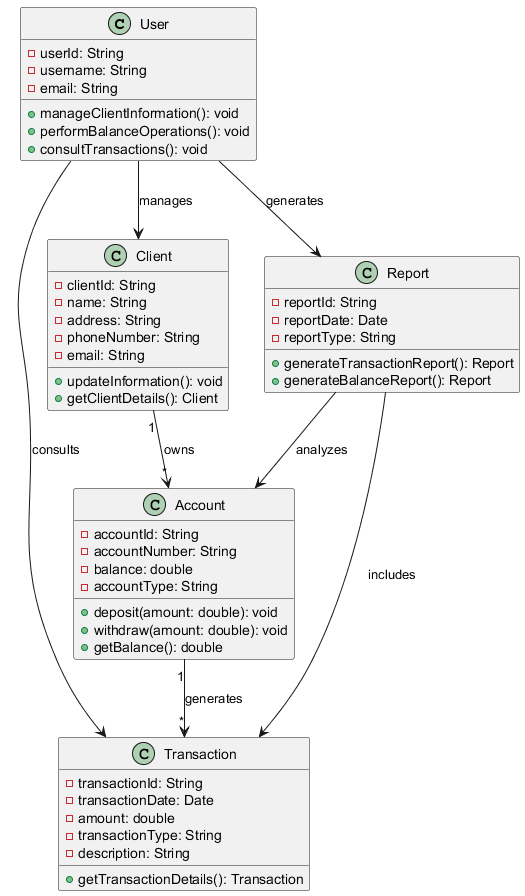 C User
userId: String
username: String
email: String
manageClientInformation(): void
performBalanceOperations(): void
consultTransactions(): void
manages
generates
C Client
clientId: String
name: String
address: String
phoneNumber: String
email: String
updateInformation(): void
getClientDetails(): Client
C Report
reportId: String
reportDate: Date
reportType: String
generateTransactionReport(): Report
generateBalanceReport(): Report
1
owns
*
consults
analyzes
C Account
accountId: String
accountNumber: String
balance: double
accountType: String
deposit(amount: double): void
withdraw(amount: double): void
getBalance(): double
includes
1
generates
*
C Transaction
transactionId: String
transactionDate: Date
amount: double
transactionType: String
description: String
getTransactionDetails(): Transaction